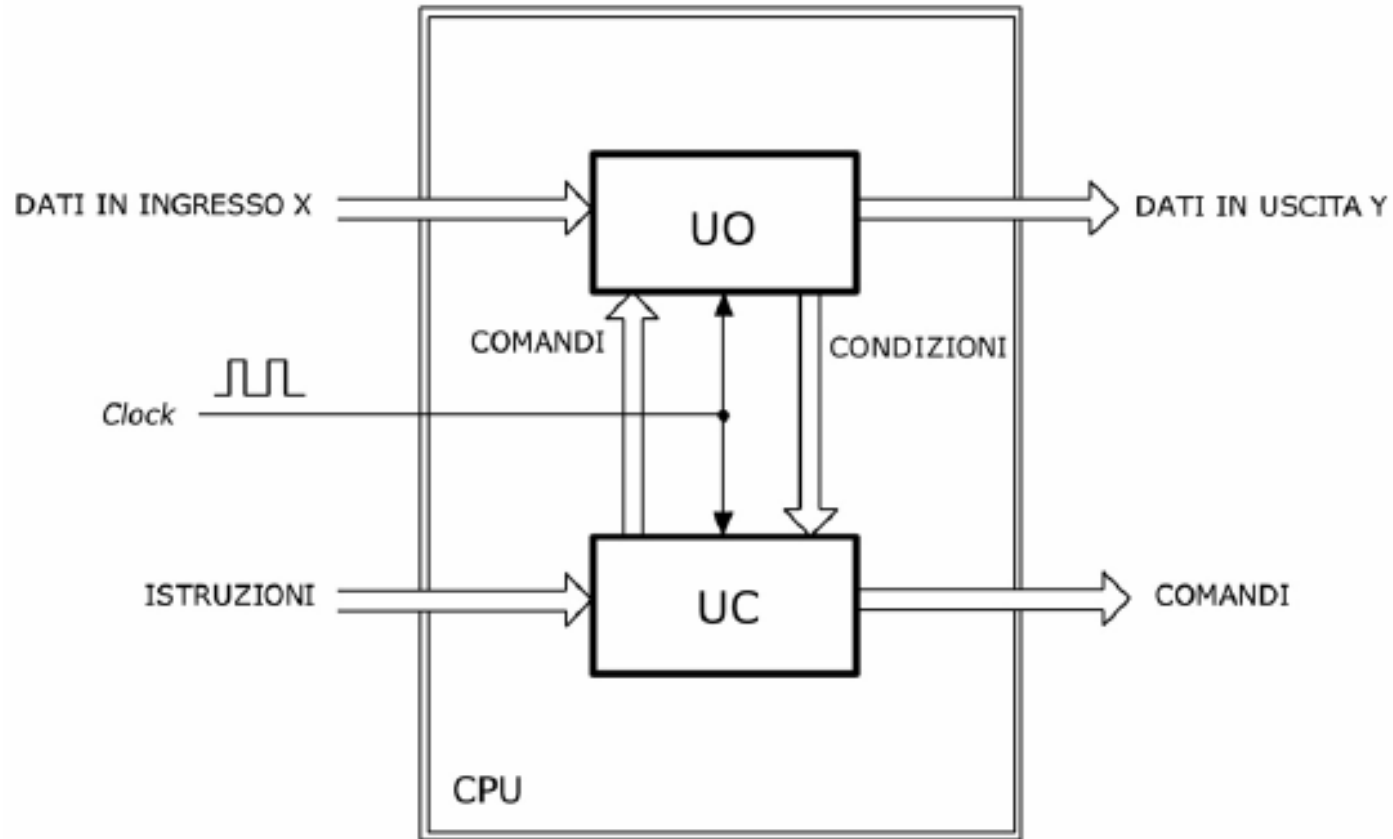 DATI IN INGRESSO X
UO
DATI IN USCITA Y
COMANDI
CONDIZIONI
Clock
ISTRUZIONI
UC
COMANDI
CPU